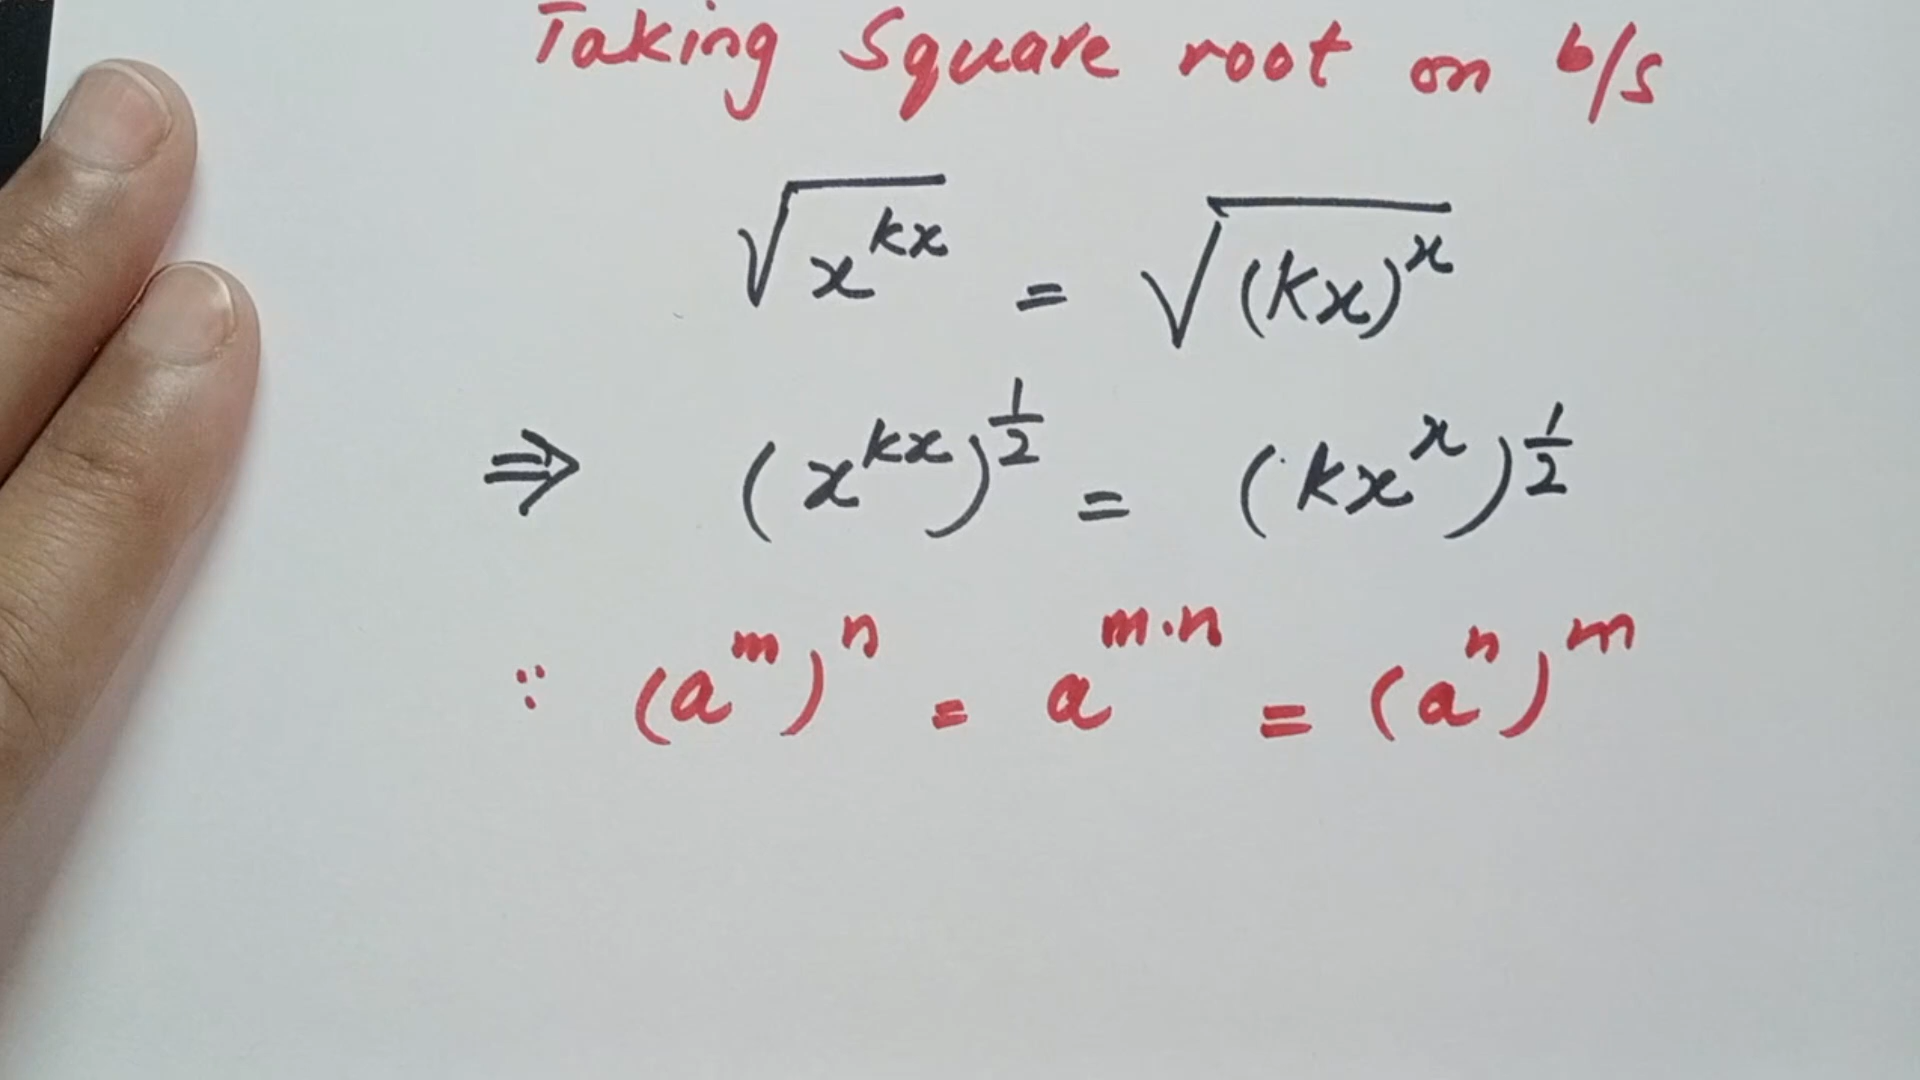 Taking Square root on b/s
√(x^{kx}) = √((kx)^x)
⇒ (x^{kx})^{1/2} = (kx^x)^{1/2}
∵ (a^m)^n = a^{m·n} = (a^n)^m